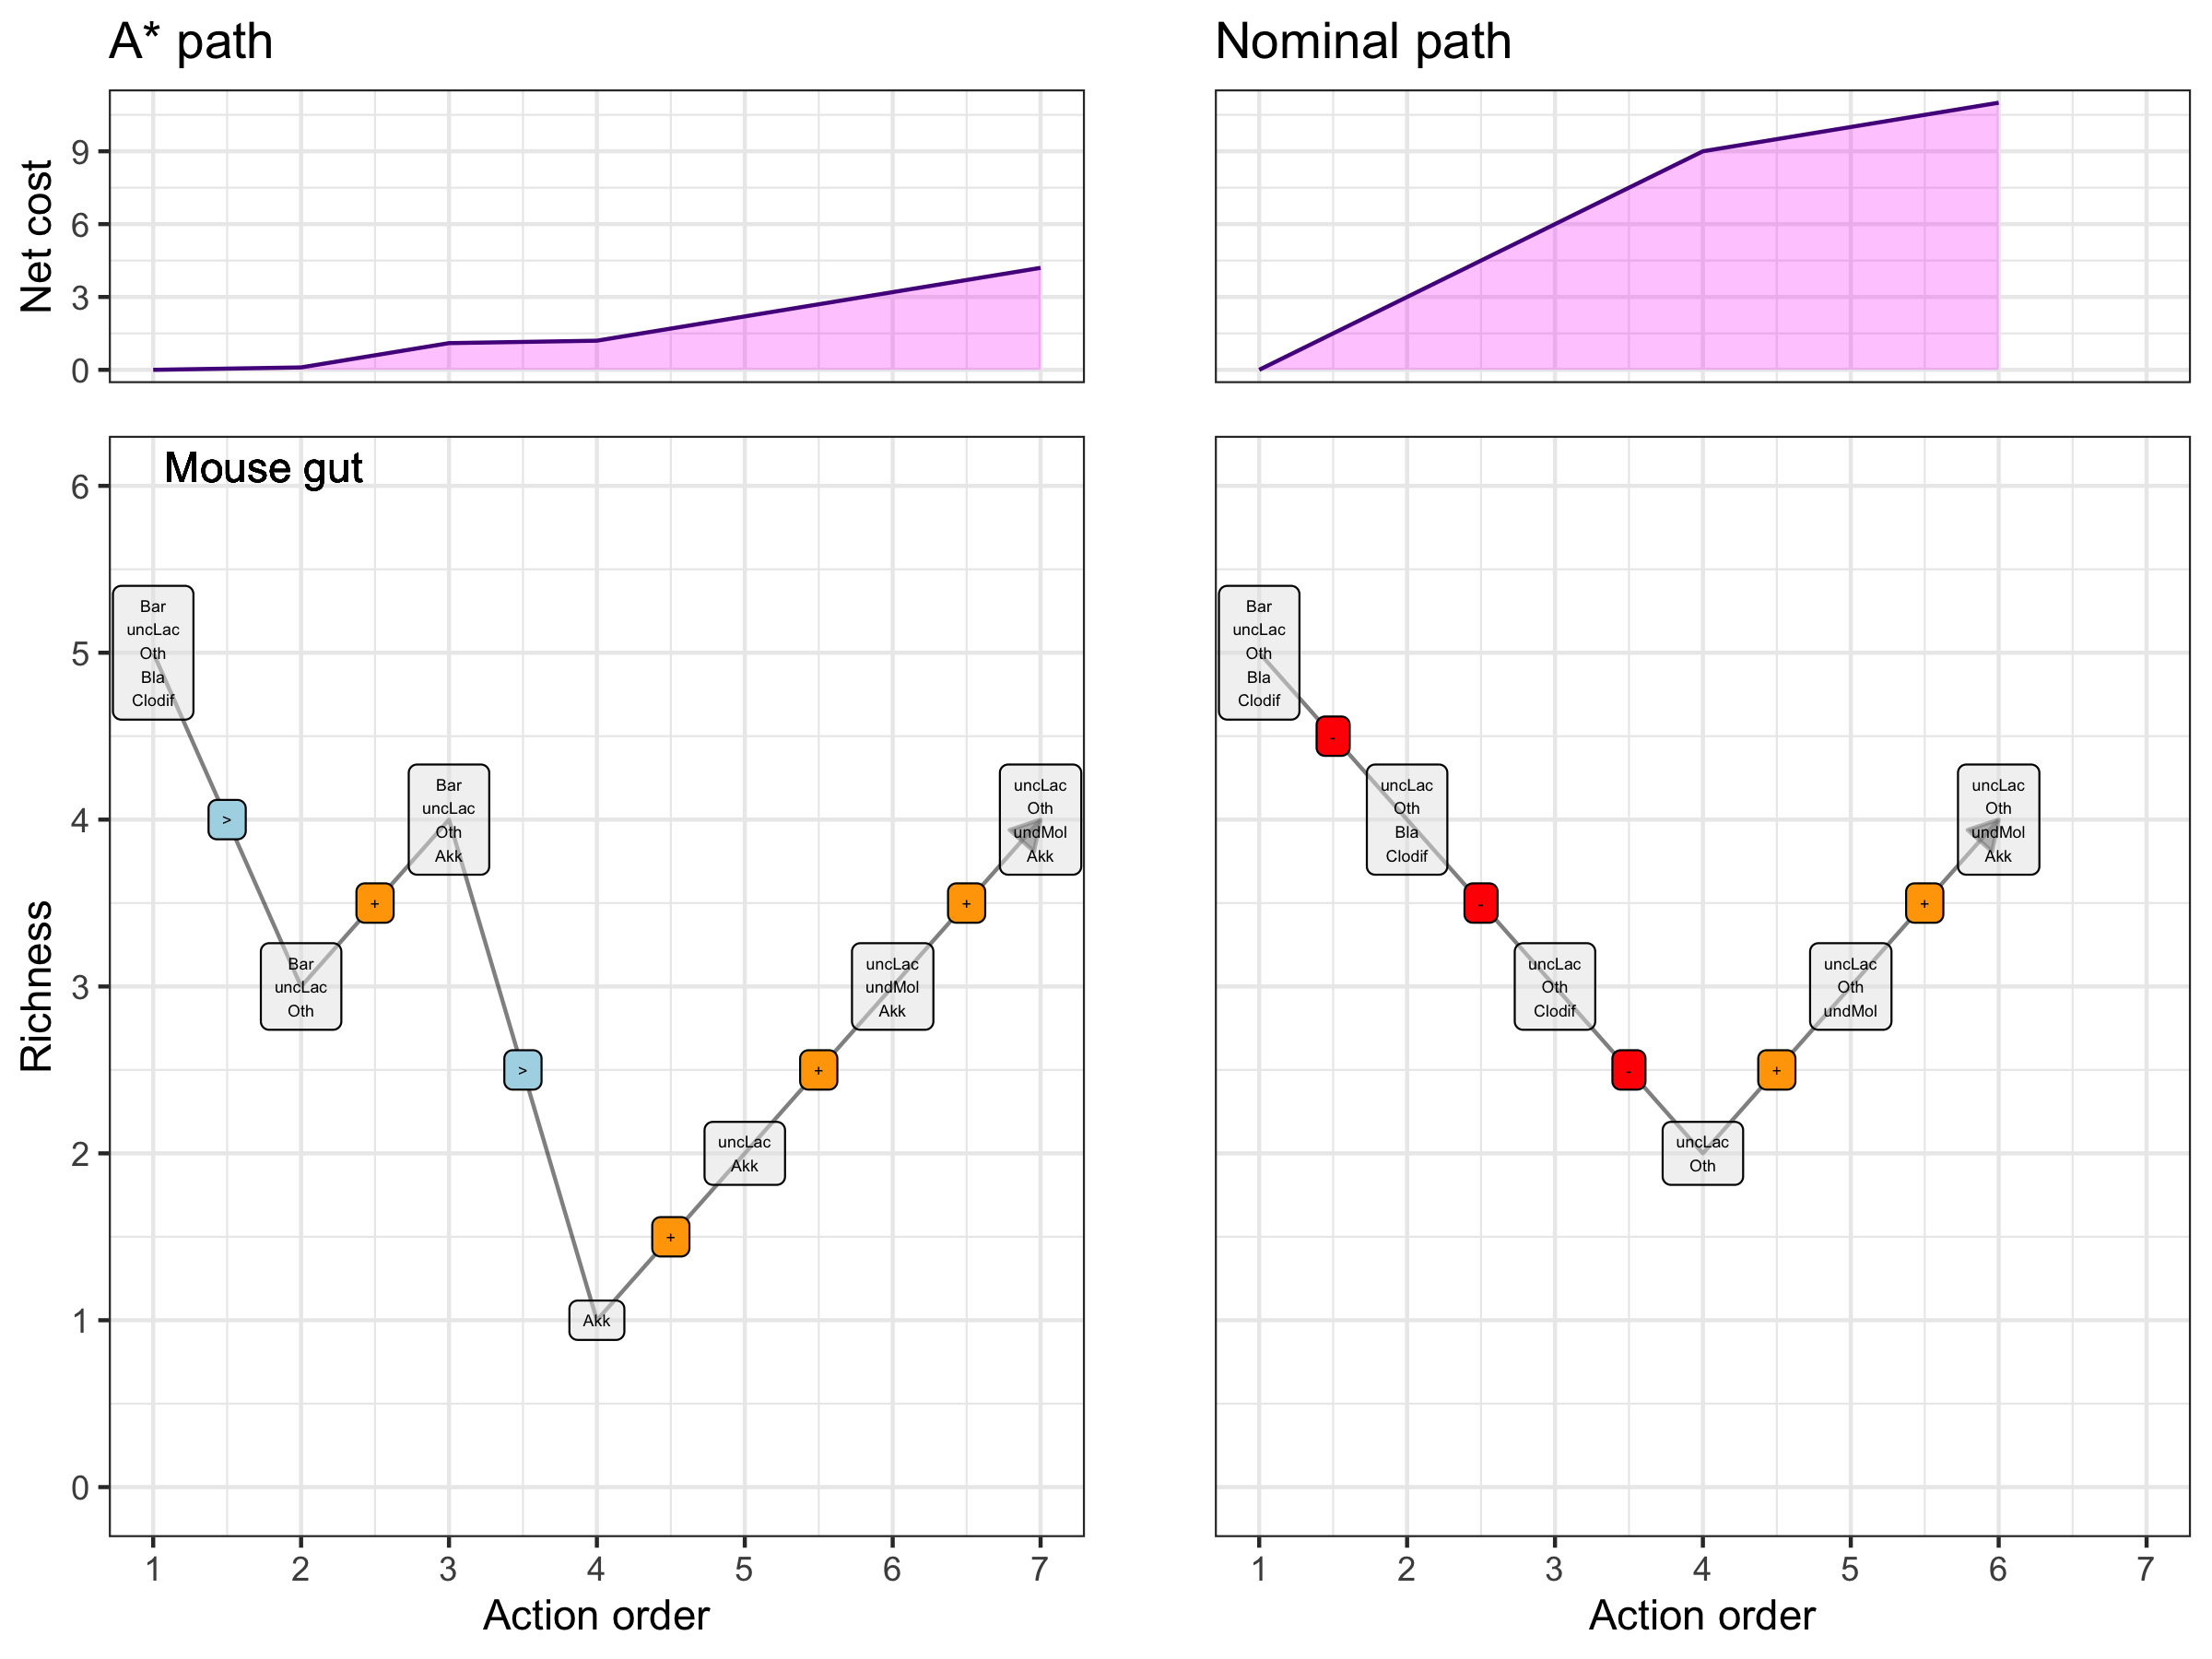 A* path
Nominal path
Net cost
9
6
3
0
Mouse gut
Richness
6
5
4
3
2
1
0
Bar
uncLac
Oth
Bla
Clodif
>
Bar
uncLac
Oth
+
Bar
uncLac
Oth
Akk
>
Akk
+
uncLac
Akk
+
uncLac
undMol
Akk
+
uncLac
Oth
undMol
Akk
1 2 3 4 5 6 7
Action order
Bar
uncLac
Oth
Bla
Clodif
-
uncLac
Oth
Bla
Clodif
-
uncLac
Oth
Clodif
-
uncLac
Oth
+
uncLac
Oth
undMol
+
uncLac
Oth
undMol
Akk
1 2 3 4 5 6 7
Action order